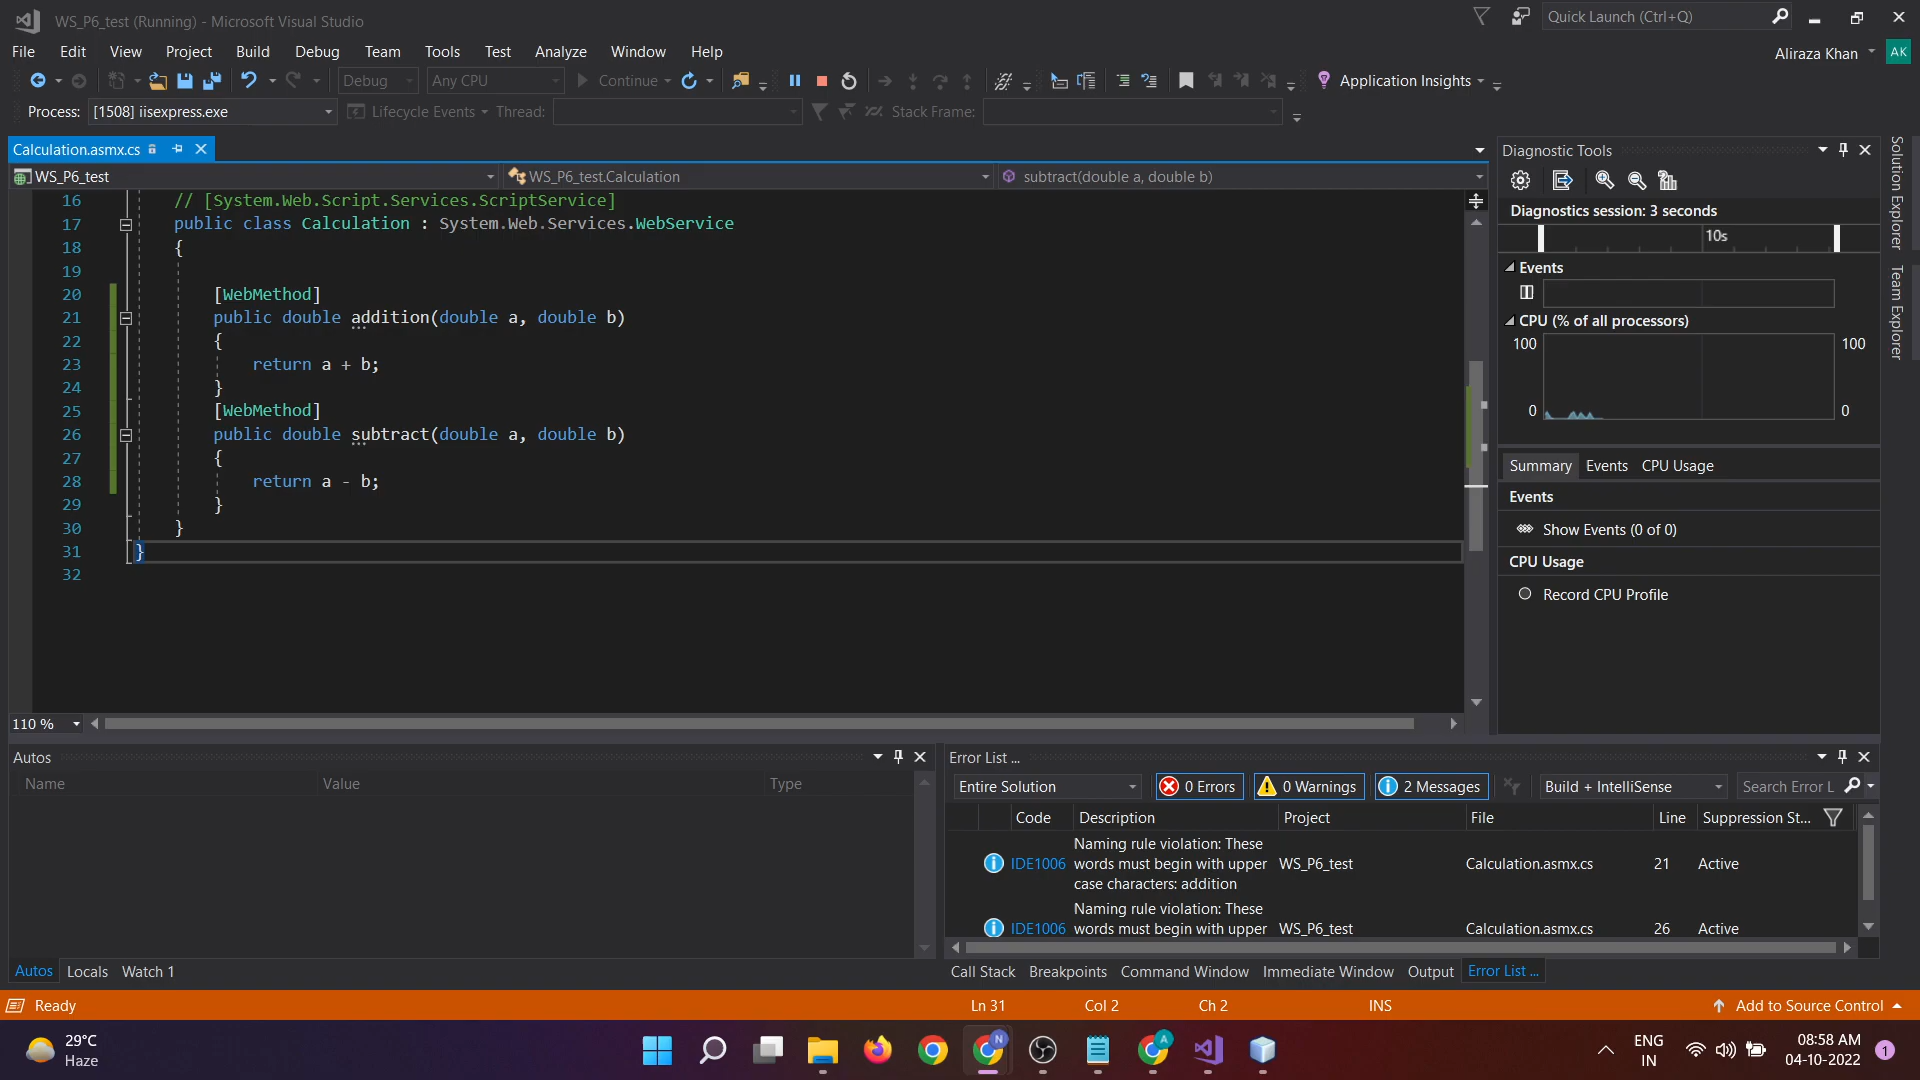 WS_P6_test (Running) - Microsoft Visual Studio
Quick Launch (Ctrl+Q)
File Edit View Project Build Debug Team Tools Test Analyze Window Help
Aliraza Khan AK
Debug Any CPU Continue Application Insights
Process: [1508] iisexpress.exe Lifecycle Events Thread: Stack Frame:
Calculation.asmx.cs
WS_P6_test WS_P6_test.Calculation subtract(double a, double b)
16 // [System.Web.Script.Services.ScriptService]
17 public class Calculation : System.Web.Services.WebService
18 {
19
20 [WebMethod]
21 public double addition(double a, double b)
22 {
23 return a + b;
24 }
25 [WebMethod]
26 public double subtract(double a, double b)
27 {
28 return a - b;
29 }
30 }
31 }
32
110 %
Diagnostic Tools
Diagnostics session: 3 seconds
10s
Events
CPU (% of all processors)
100 100
0 0
Summary Events CPU Usage
Events
Show Events (0 of 0)
CPU Usage
Record CPU Profile
Solution Explorer
Team Explorer
Autos
Name Value Type
Autos Locals Watch 1
Error List ...
Entire Solution 0 Errors 0 Warnings 2 Messages Build + IntelliSense Search Error L
Code Description Project File Line Suppression St...
IDE1006 Naming rule violation: These
words must begin with upper
case characters: addition WS_P6_test Calculation.asmx.cs 21 Active
IDE1006 Naming rule violation: These
words must begin with upper WS_P6_test Calculation.asmx.cs 26 Active
Call Stack Breakpoints Command Window Immediate Window Output Error List ...
Ready Ln 31 Col 2 Ch 2 INS Add to Source Control
29°C
Haze
N
A
ENG
IN
08:58 AM
04-10-2022
1